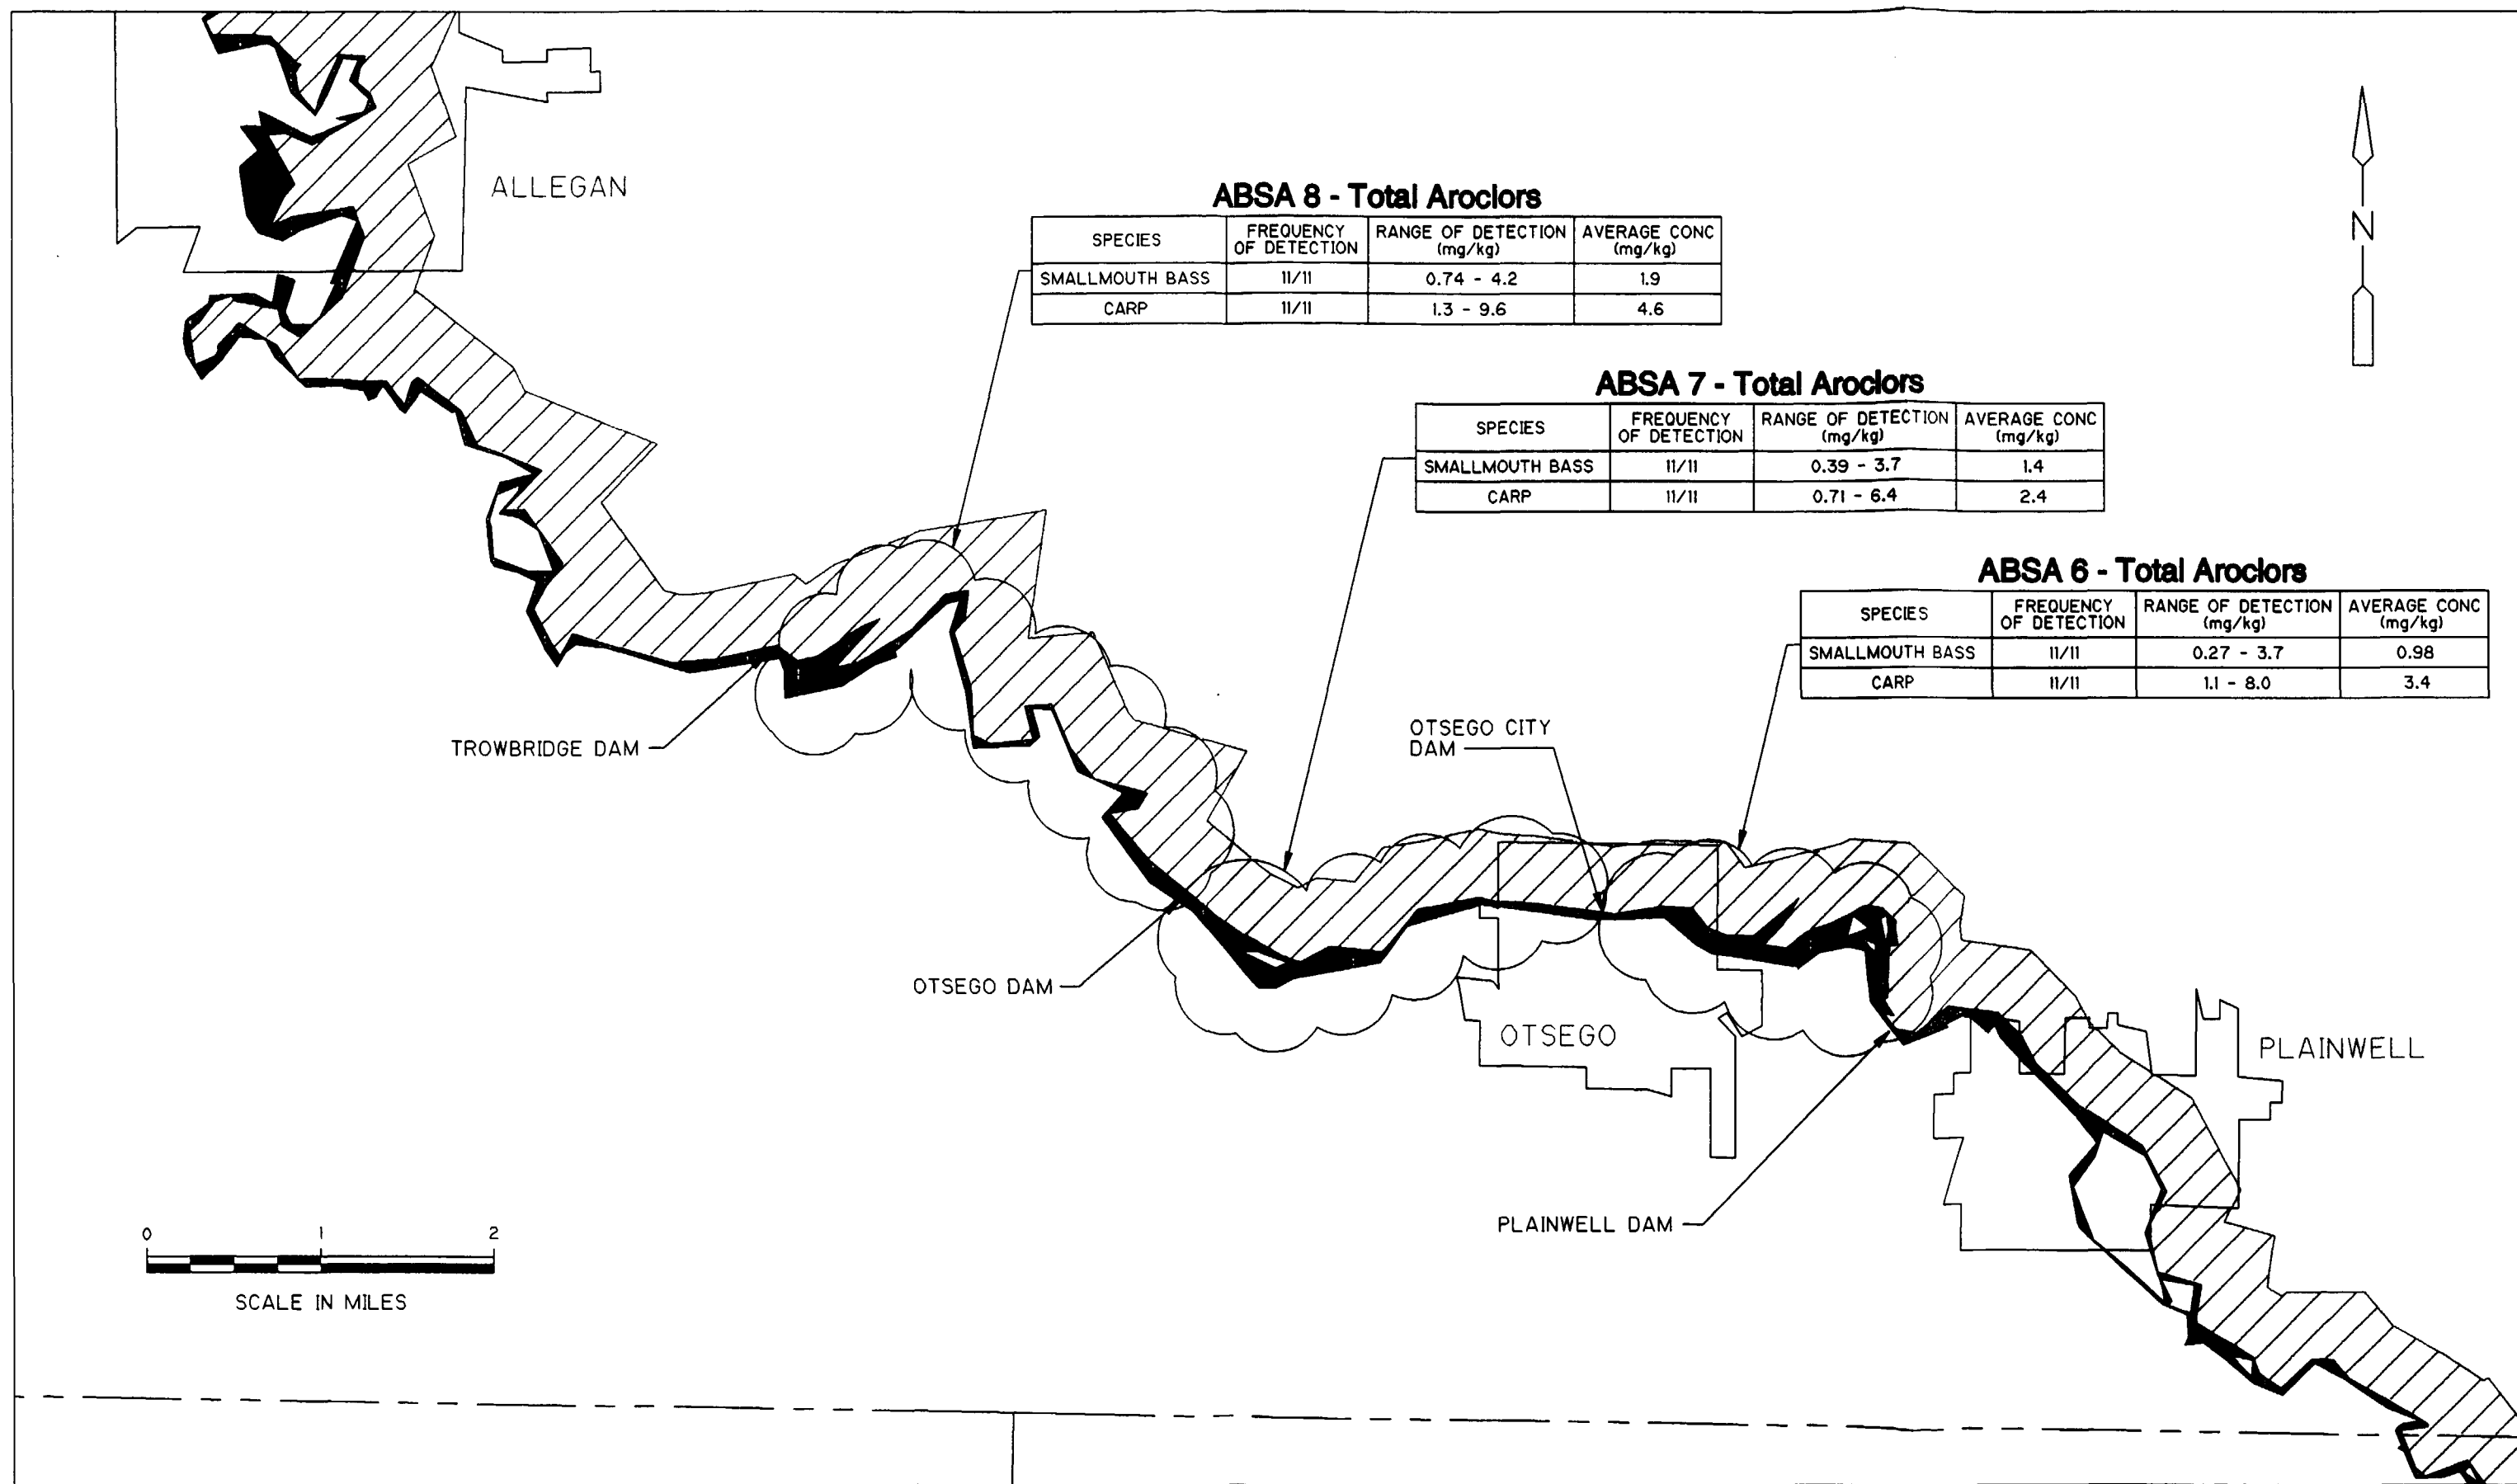 ALLEGAN
ABSA 8 - Total Aroclors
SPECIES FREQUENCY OF DETECTION RANGE OF DETECTION (mg/kg) AVERAGE CONC (mg/kg)
SMALLMOUTH BASS 11/11 0.74 - 4.2 1.9
CARP 11/11 1.3 - 9.6 4.6
N
ABSA 7 - Total Aroclors
SPECIES FREQUENCY OF DETECTION RANGE OF DETECTION (mg/kg) AVERAGE CONC (mg/kg)
SMALLMOUTH BASS 11/11 0.39 - 3.7 1.4
CARP 11/11 0.71 - 6.4 2.4
ABSA 6 - Total Aroclors
SPECIES FREQUENCY OF DETECTION RANGE OF DETECTION (mg/kg) AVERAGE CONC (mg/kg)
SMALLMOUTH BASS 11/11 0.27 - 3.7 0.98
CARP 11/11 1.1 - 8.0 3.4
TROWBRIDGE DAM
OTSEGO CITY
DAM
OTSEGO DAM
OTSEGO
PLAINWELL
PLAINWELL DAM
0 1 2
SCALE IN MILES